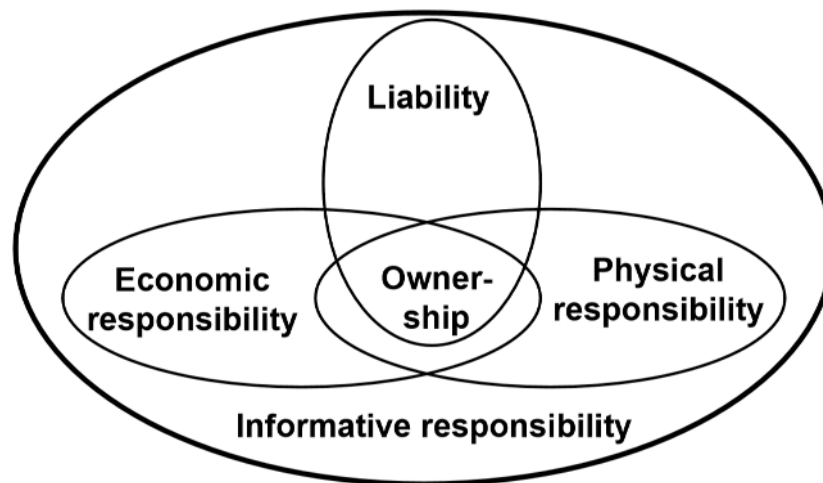 Liability
Economic
responsibility
Owner-
ship
Physical
responsibility
Informative responsibility